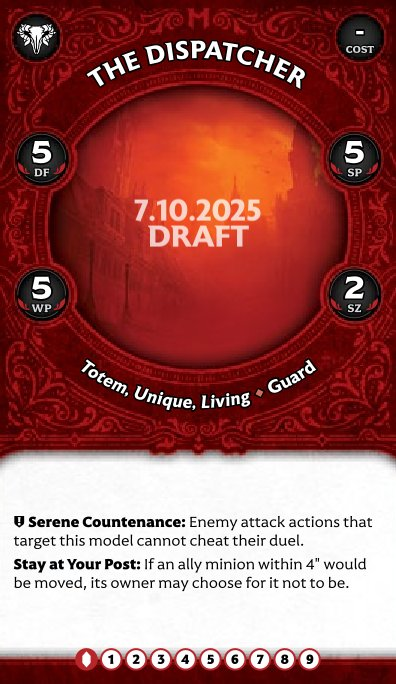 THE DISPATCHER
-
COST
5
DF
5
SP
7.10.2025
DRAFT
5
WP
2
SZ
Totem, Unique, Living ♦ Guard
Serene Countenance: Enemy attack actions that
target this model cannot cheat their duel.
Stay at Your Post: If an ally minion within 4" would
be moved, its owner may choose for it not to be.
1 2 3 4 5 6 7 8 9